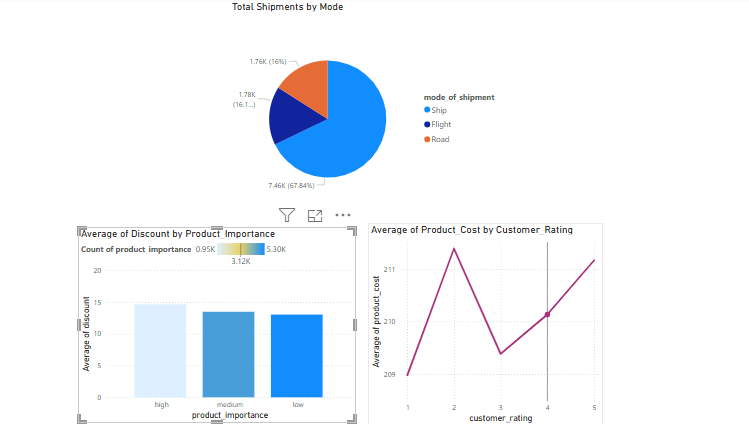 Total Shipments by Mode
1.76K (16%)
1.78K
(16.1...)
7.46K (67.84%)
mode_of_shipment
Ship
Flight
Road
Average of Discount by Product_Importance
Count of product_importance 0.95K 5.30K
3.12K
Average of discount
20
15
10
5
0
high medium low
product_importance
Average of Product_Cost by Customer_Rating
Average of product_cost
211
210
209
1 2 3 4 5
customer_rating